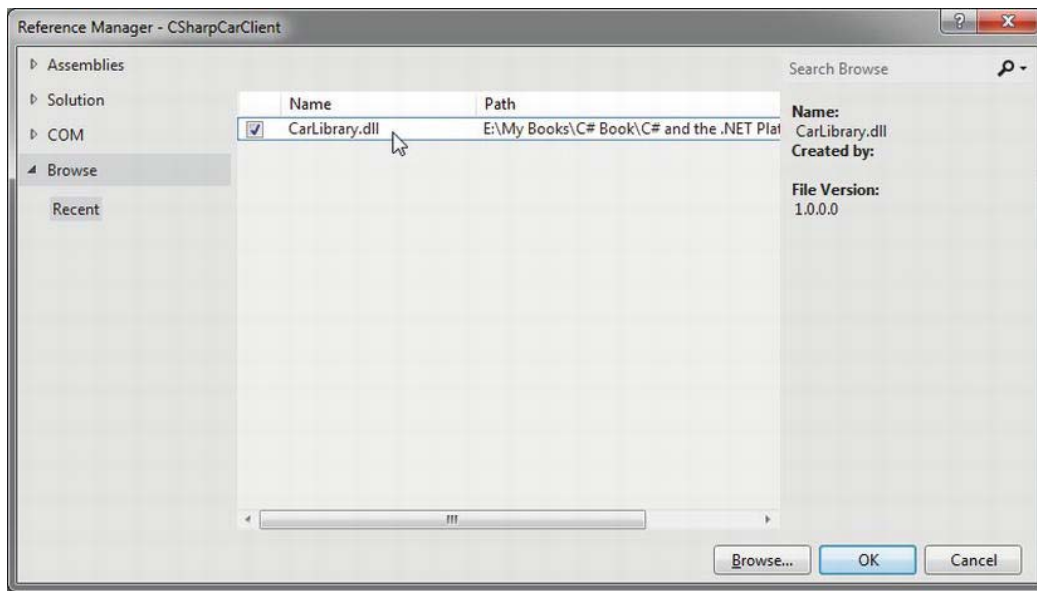 Reference Manager - CSharpCarClient
Assemblies
Solution
COM
Browse
Recent
Name Path
CarLibrary.dll E:\My Books\C# Book\C# and the .NET Plat
Search Browse
Name:
CarLibrary.dll
Created by:
File Version:
1.0.0.0
Browse... OK Cancel